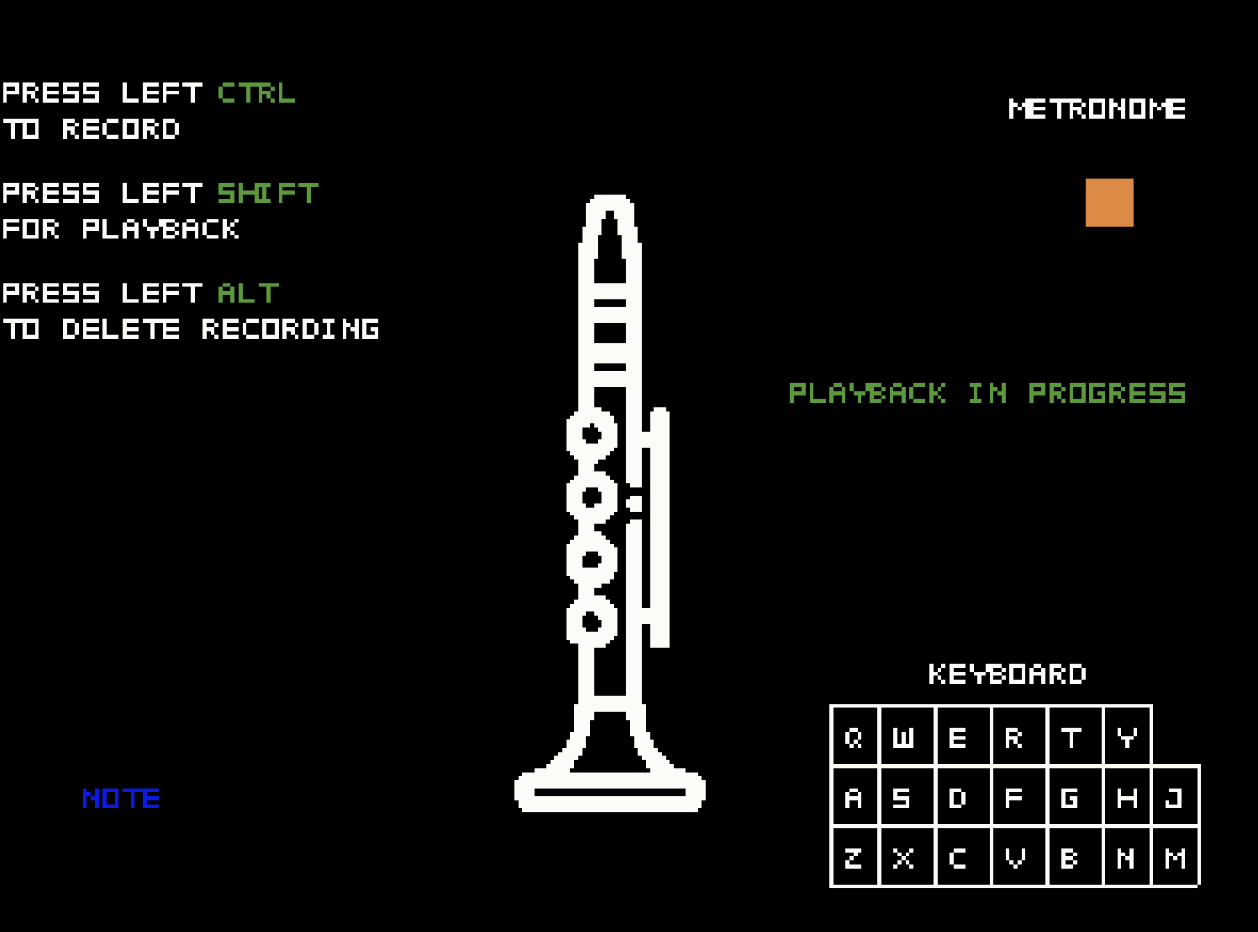 PRESS LEFT CTRL
TO RECORD
PRESS LEFT SHIFT
FOR PLAYBACK
PRESS LEFT ALT
TO DELETE RECORDING
METRONOME
PLAYBACK IN PROGRESS
NOTE
KEYBOARD
Q W E R T Y
A S D F G H J
Z X C V B N M